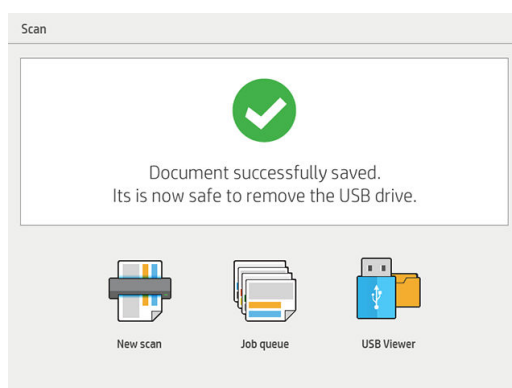 Scan
Document successfully saved.
Its is now safe to remove the USB drive.
New scan
Job queue
USB Viewer